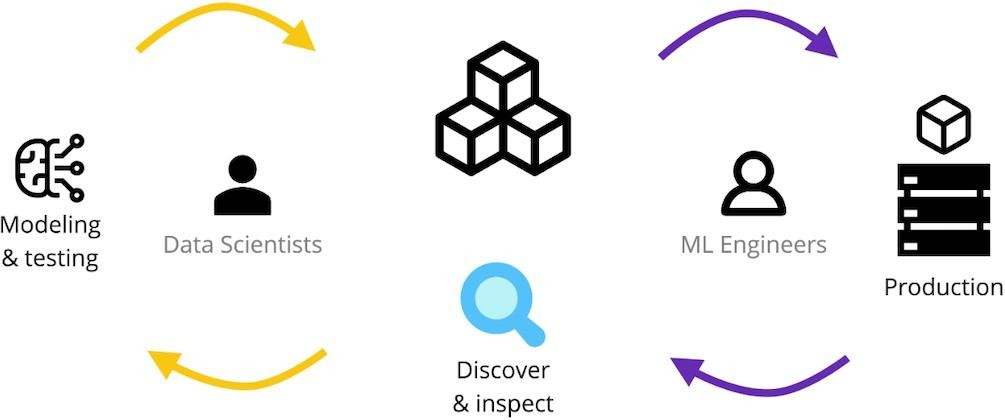 Modeling
& testing
Data Scientists
Discover
& inspect
ML Engineers
Production